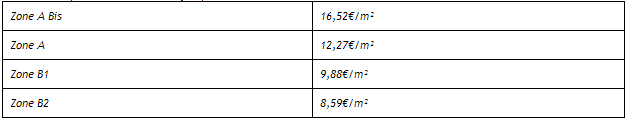 Zone A Bis 16,52€/m²
Zone A 12,27€/m²
Zone B1 9,88€/m²
Zone B2 8,59€/m²